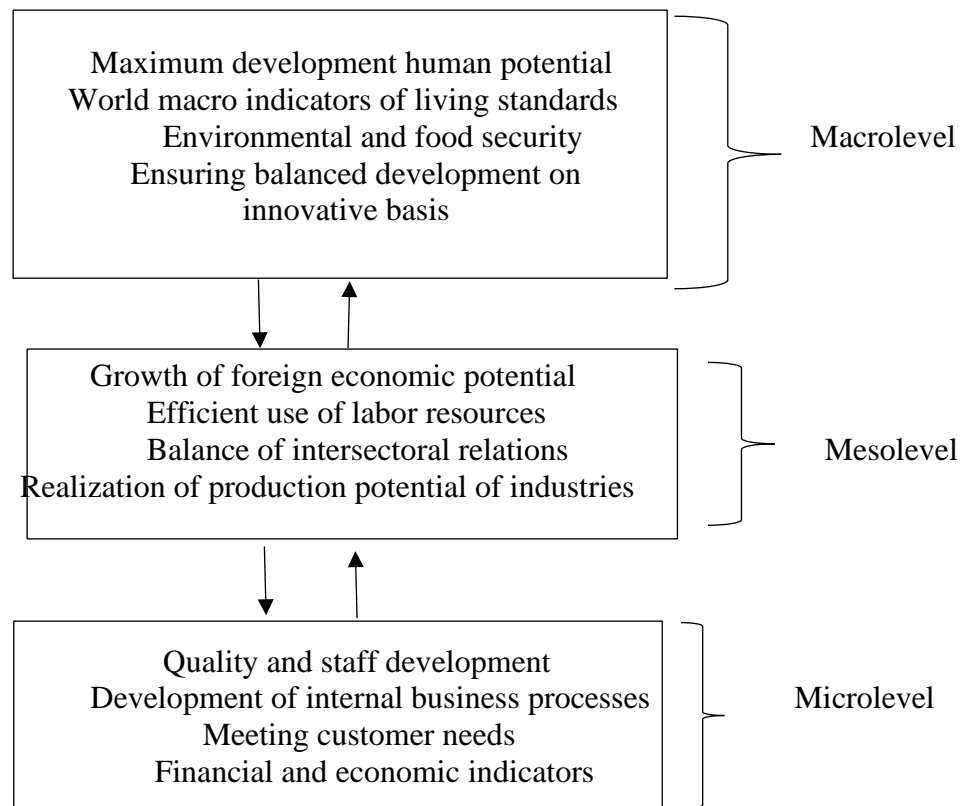 Maximum development human potential
World macro indicators of living standards
Environmental and food security
Ensuring balanced development on
innovative basis
Macrolevel
Growth of foreign economic potential
Efficient use of labor resources
Balance of intersectoral relations
Realization of production potential of industries
Mesolevel
Quality and staff development
Development of internal business processes
Meeting customer needs
Financial and economic indicators
Microlevel